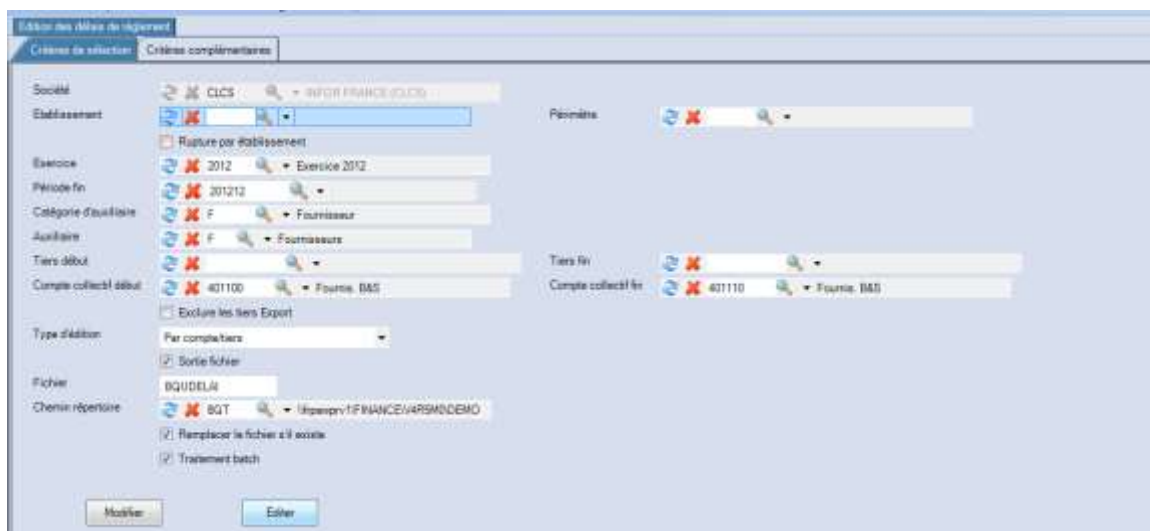 Edition des délais de règlement
Critères de sélection Critères complémentaires
Société CLCS INFOR FRANCE (CLCS)
Etablissement Périmètre
Rupture par établissement
Exercice 2012 Exercice 2012
Période fin 201212
Catégorie d'auxiliaire F Fournisseur
Auxiliaire F Fournisseurs
Tiers début Tiers fin
Compte collectif début 401100 Fournis. B&S Compte collectif fin 401110 Fournis. B&S
Exclure les tiers Export
Type d'édition Par compte/tiers
Sortie fichier
Fichier BQUDELAI
Chemin répertoire BQT
Remplacer le fichier s'il existe
Traitement batch
Modifier Editer